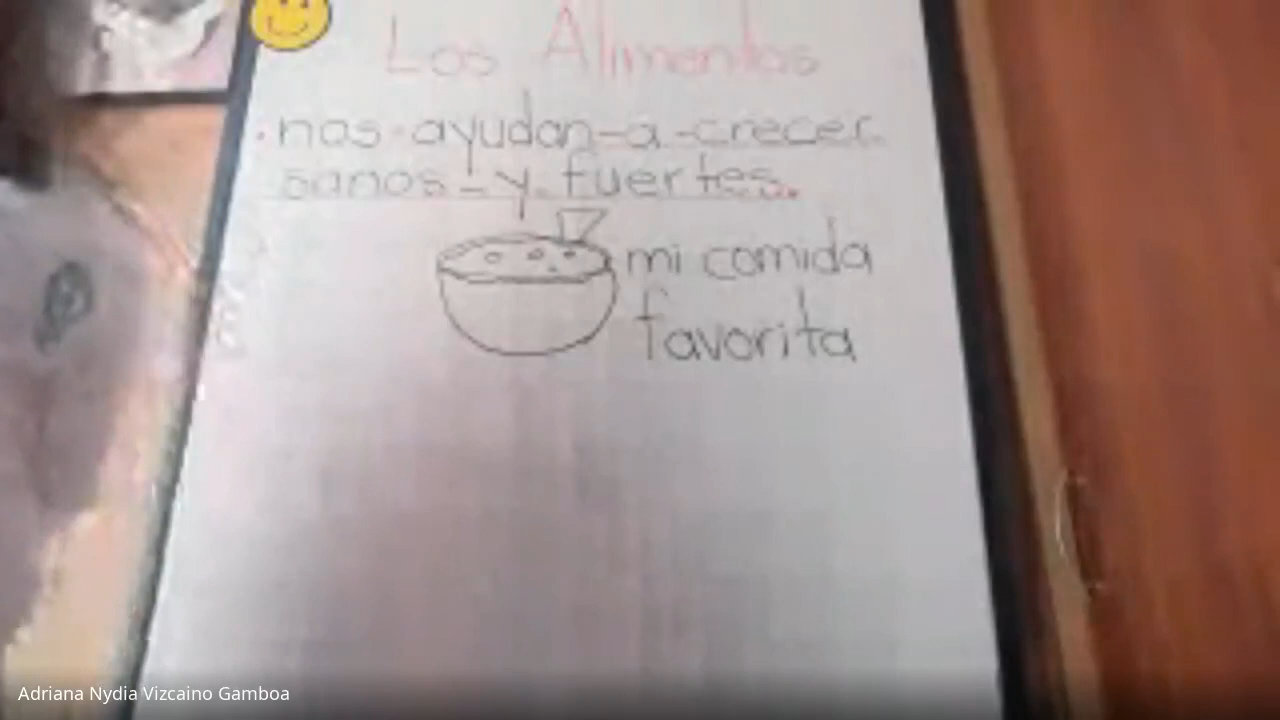 Los Alimentos
• nos-ayudan-a-crecer
sanos-y-fuertes.
mi comida
favorita
Adriana Nydia Vizcaino Gamboa